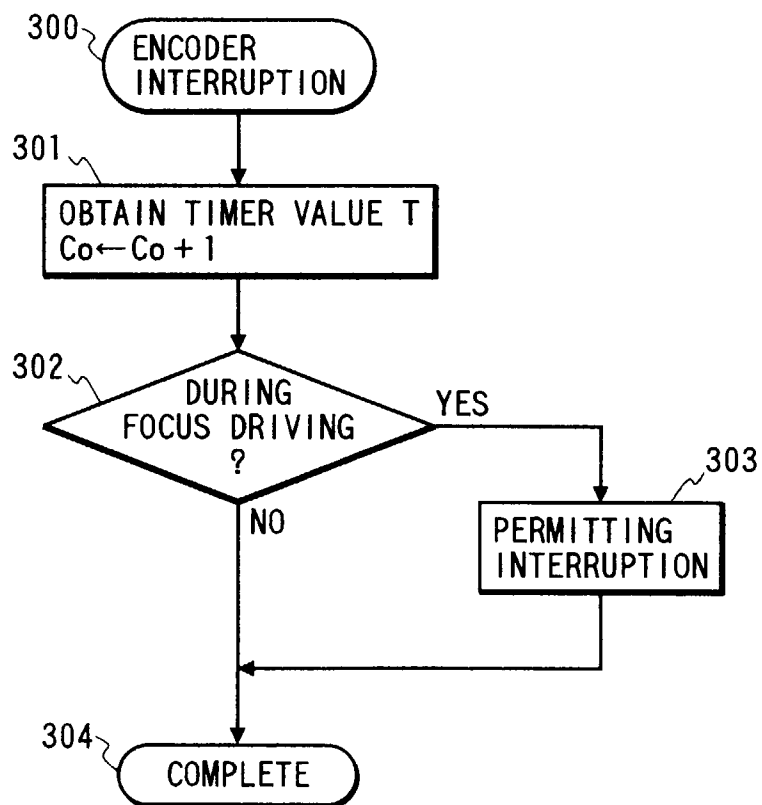 300
ENCODER
INTERRUPTION
301
OBTAIN TIMER VALUE T
Co←Co+1
302
DURING
FOCUS DRIVING
?
YES
303
NO
PERMITTING
INTERRUPTION
304
COMPLETE